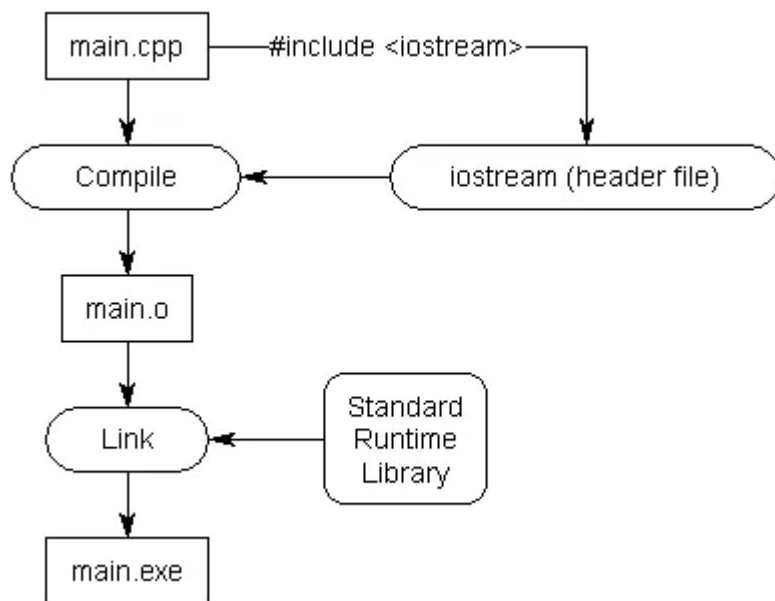 main.cpp
#include <iostream>
Compile
iostream (header file)
main.o
Link
Standard
Runtime
Library
main.exe